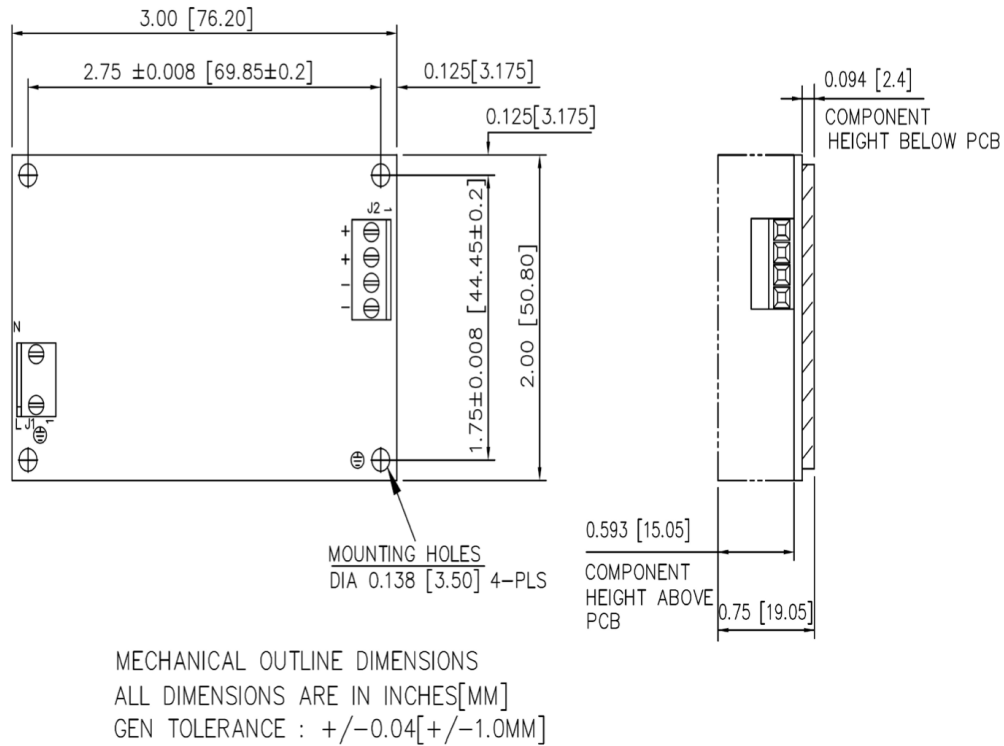 3.00 [76.20]
2.75 ±0.008 [69.85±0.2]
0.125[3.175]
0.125[3.175]
0.094 [2.4]
COMPONENT
HEIGHT BELOW PCB
J2 1
+
+
−
−
1.75±0.008 [44.45±0.2]
2.00 [50.80]
N
L J1 1
MOUNTING HOLES
DIA 0.138 [3.50] 4-PLS
0.593 [15.05]
COMPONENT
HEIGHT ABOVE
PCB
0.75 [19.05]
MECHANICAL OUTLINE DIMENSIONS
ALL DIMENSIONS ARE IN INCHES[MM]
GEN TOLERANCE : +/-0.04[+/-1.0MM]